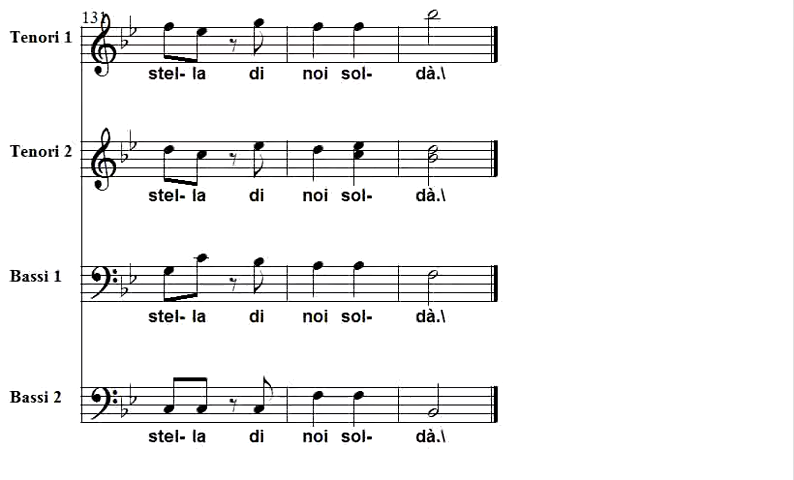 131
Tenori 1
stel- la di noi sol- dà.\
Tenori 2
stel- la di noi sol- dà.\
Bassi 1
stel- la di noi sol- dà.\
Bassi 2
stel- la di noi sol- dà.\